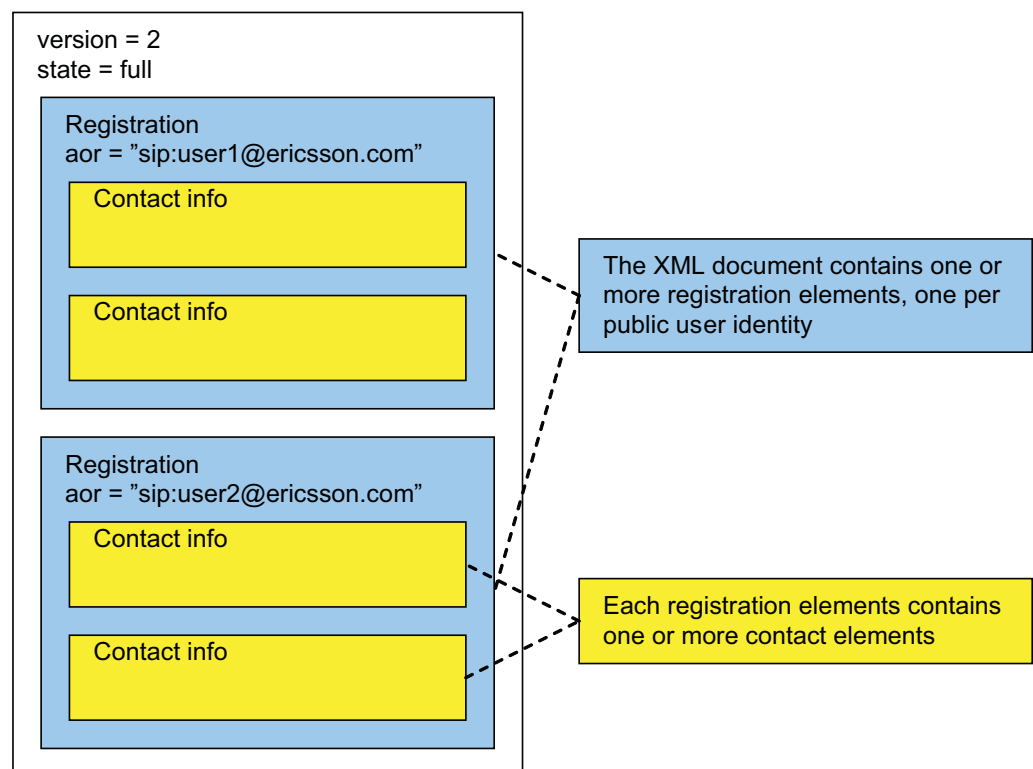 version = 2
state = full
Registration
aor = ”sip:user1@ericsson.com”
Contact info
Contact info
Registration
aor = ”sip:user2@ericsson.com”
Contact info
Contact info
The XML document contains one or
more registration elements, one per
public user identity
Each registration elements contains
one or more contact elements